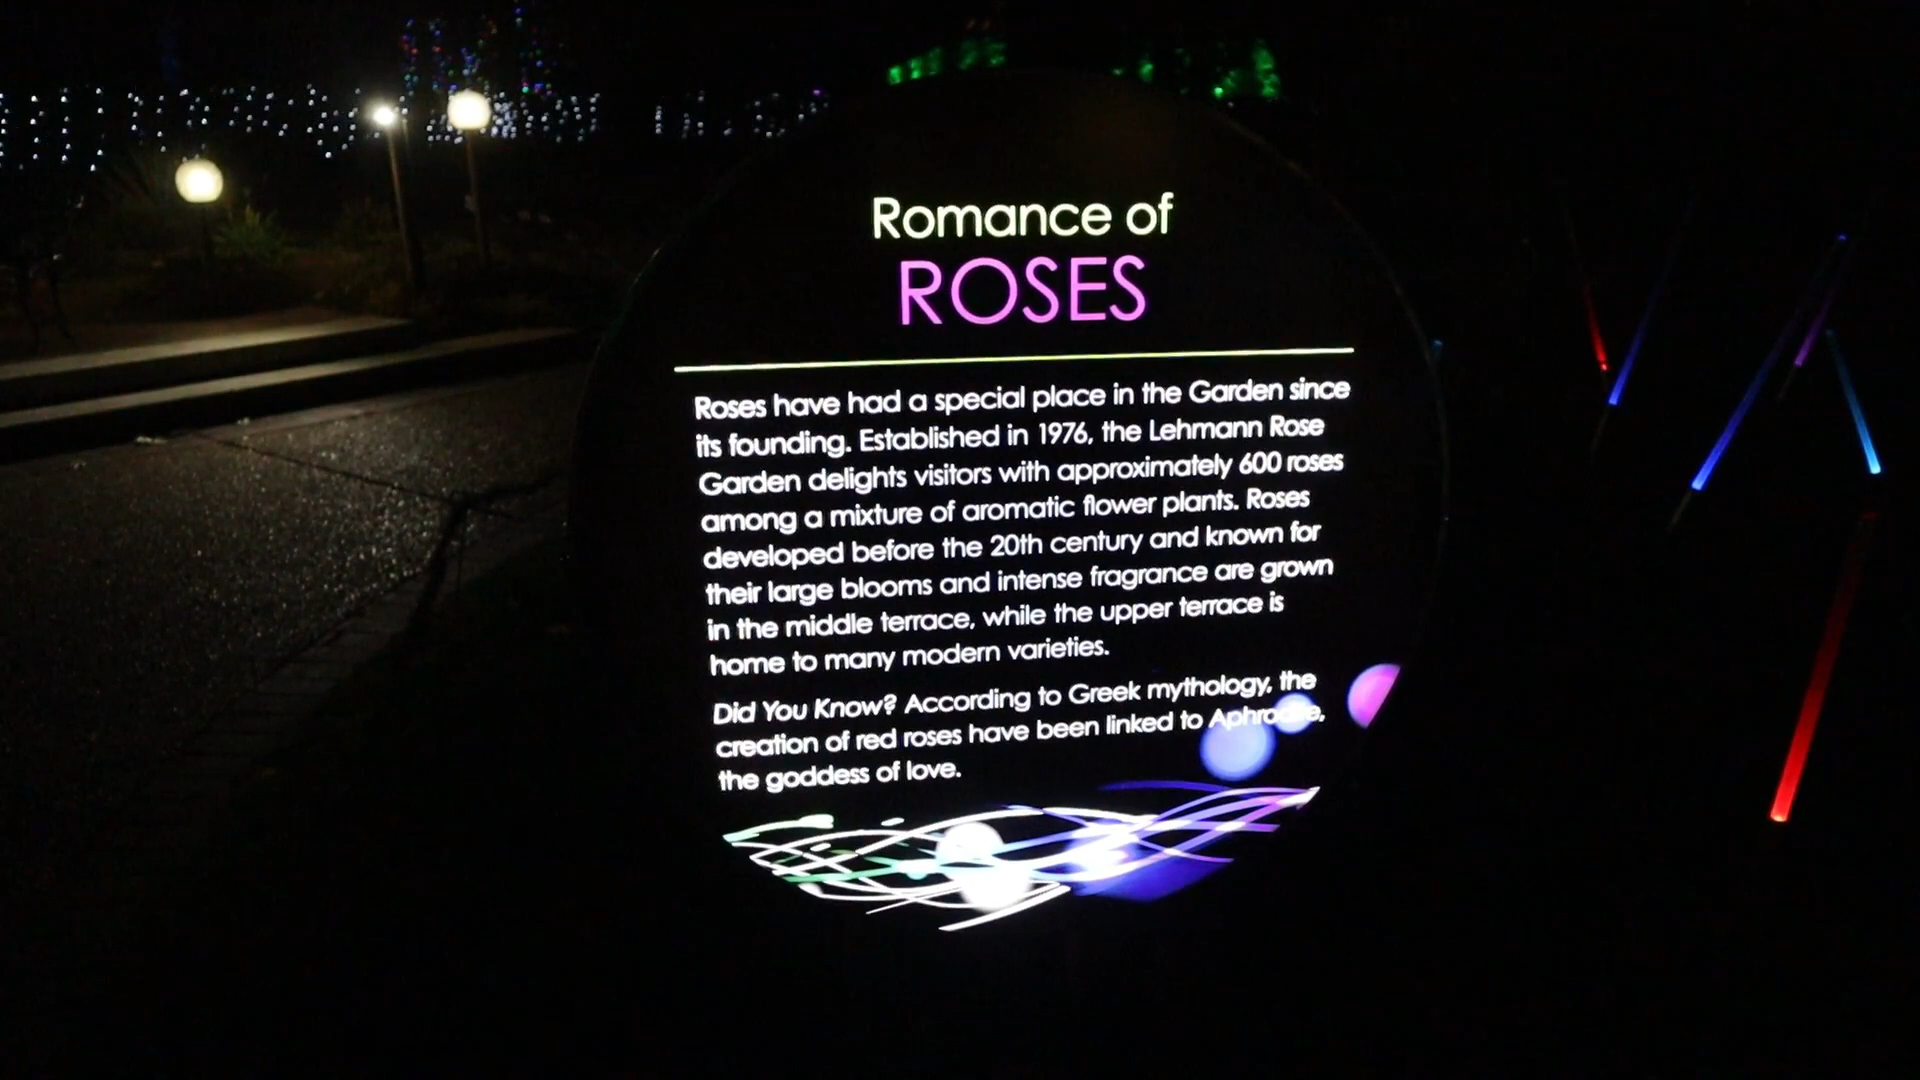 Romance of
ROSES
Roses have had a special place in the Garden since
its founding. Established in 1976, the Lehmann Rose
Garden delights visitors with approximately 600 roses
among a mixture of aromatic flower plants. Roses
developed before the 20th century and known for
their large blooms and intense fragrance are grown
in the middle terrace, while the upper terrace is
home to many modern varieties.
Did You Know? According to Greek mythology, the
creation of red roses have been linked to Aphrodite,
the goddess of love.